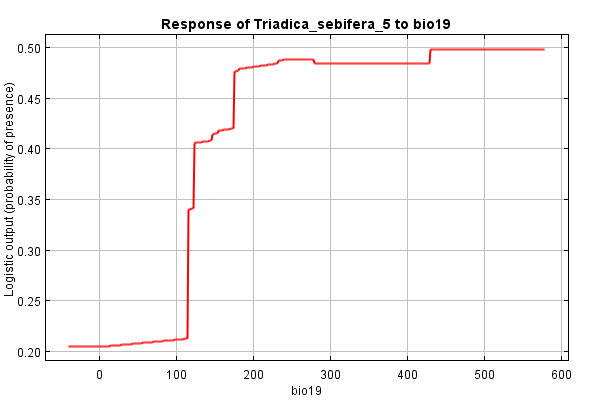 Response of Triadica_sebifera_5 to bio19
Logistic output (probability of presence)
0.50
0.45
0.40
0.35
0.30
0.25
0.20
0 100 200 300 400 500 600
bio19